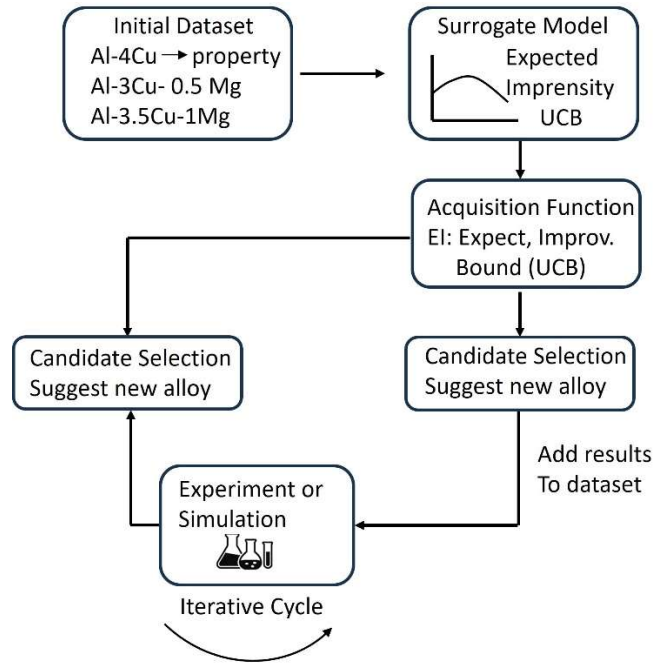 Initial Dataset
Al-4Cu → property
Al-3Cu- 0.5 Mg
Al-3.5Cu-1Mg
Surrogate Model
Expected
Imprensity
UCB
Acquisition Function
EI: Expect, Improv.
Bound (UCB)
Candidate Selection
Suggest new alloy
Candidate Selection
Suggest new alloy
Add results
To dataset
Experiment or
Simulation
Iterative Cycle